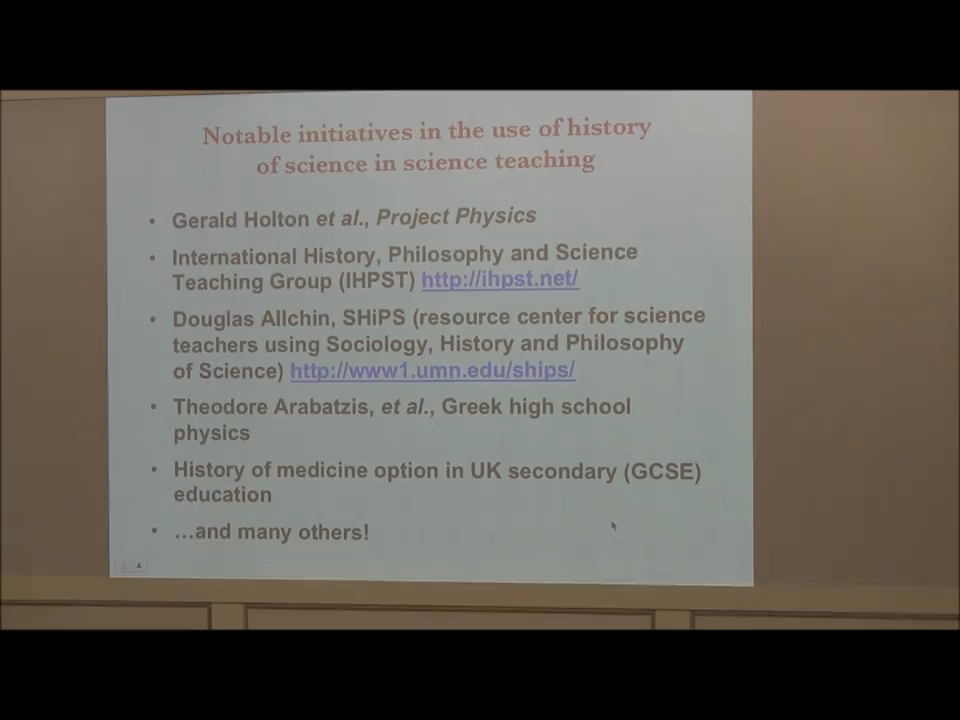 Notable initiatives in the use of history
of science in science teaching
• Gerald Holton et al., Project Physics
• International History, Philosophy and Science
Teaching Group (IHPST) http://ihpst.net/
• Douglas Allchin, SHiPS (resource center for science
teachers using Sociology, History and Philosophy
of Science) http://www1.umn.edu/ships/
• Theodore Arabatzis, et al., Greek high school
physics
• History of medicine option in UK secondary (GCSE)
education
• …and many others!